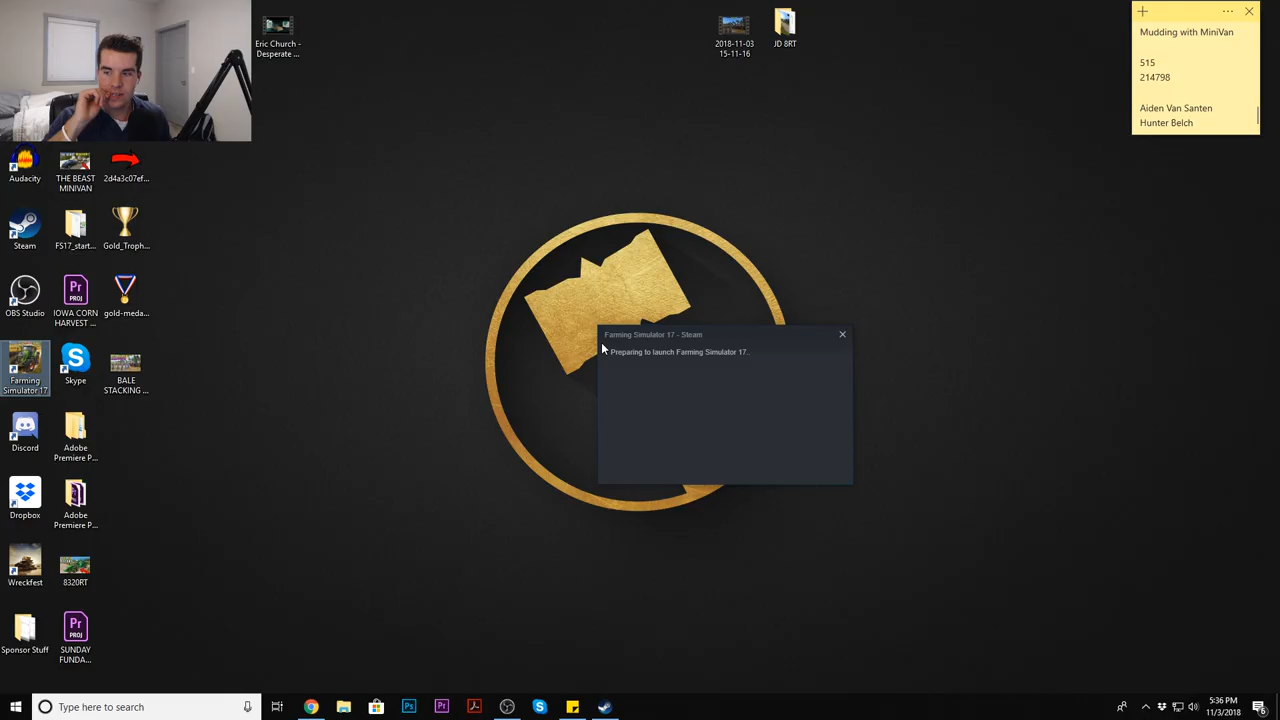 Eric Church -
Desperate ...
2018-11-03
15-11-16
JD 8RT
Mudding with MiniVan
515
214798
Aiden Van Santen
Hunter Belch
Audacity
THE BEAST
MINIVAN
2d4a3c07ef...
Steam
FS17_start...
Gold_Troph...
OBS Studio
PROJ
IOWA CORN
HARVEST ...
gold-meda...
Farming
Simulator 17
Skype
BALE
STACKING ...
Farming Simulator 17 - Steam
Preparing to launch Farming Simulator 17..
Discord
Adobe
Premiere P...
Dropbox
Adobe
Premiere P...
Wreckfest
8320RT
Sponsor Stuff
PROJ
SUNDAY
FUNDA...
Type here to search
5:36 PM
11/3/2018